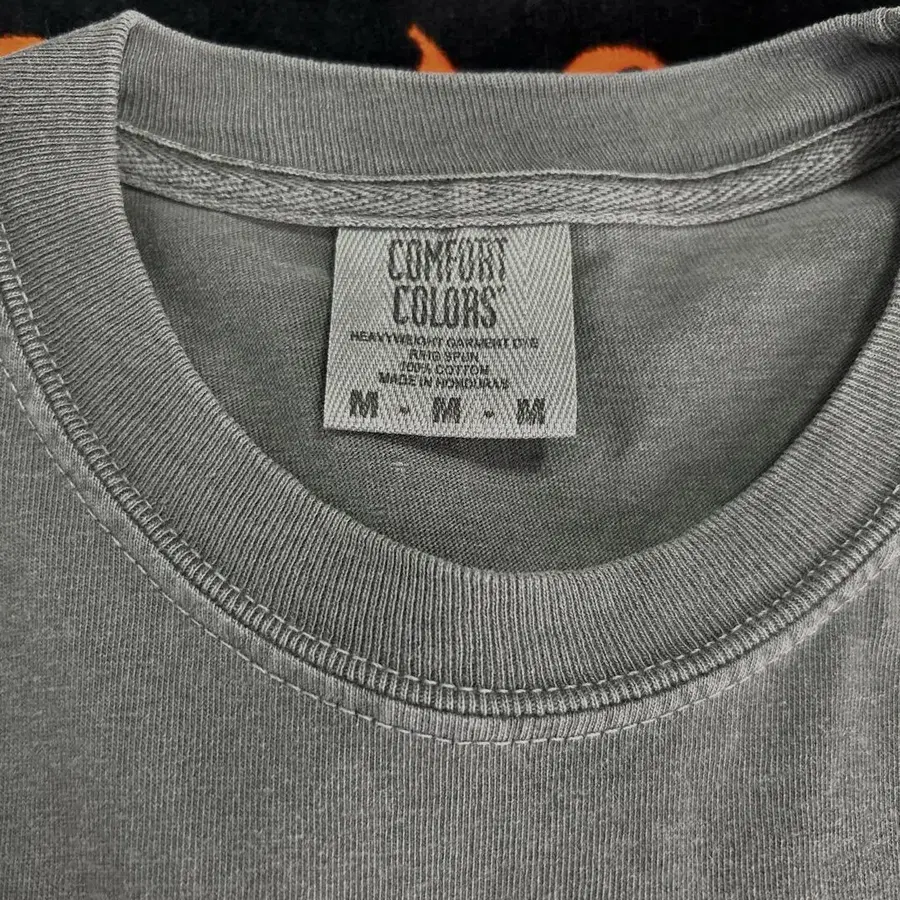 COMFORT
COLORS®
HEAVYWEIGHT GARMENT DYE
RING SPUN
100% COTTON
MADE IN HONDURAS
M - M - M